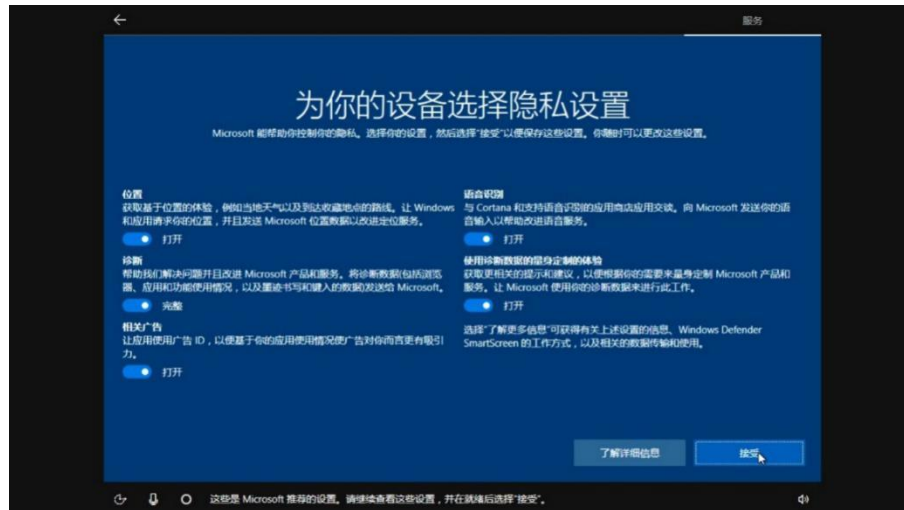 服务
为你的设备选择隐私设置
Microsoft 能帮助你控制你的隐私。选择你的设置，然后选择“接受”以便保存这些设置。你随时可以更改这些设置。
位置
获取基于位置的体验，例如当地天气以及到达收藏地点的路线。让 Windows
和应用请求你的位置，并且发送 Microsoft 位置数据以改进定位服务。
打开
诊断
帮助我们解决问题并且改进 Microsoft 产品和服务。将诊断数据(包括浏览
器、应用和功能使用情况，以及墨迹书写和键入的数据)发送给 Microsoft。
完整
相关广告
让应用使用广告 ID，以便基于你的应用使用情况使广告对你而言更有吸引
力。
打开
语音识别
与 Cortana 和支持语音识别的应用商店应用交谈。向 Microsoft 发送你的语
音输入以帮助改进语音服务。
打开
使用诊断数据的量身定制的体验
获取更相关的提示和建议，以便根据你的需要来量身定制 Microsoft 产品和
服务。让 Microsoft 使用你的诊断数据来进行此工作。
打开
选择“了解更多信息”可获得有关上述设置的信息、Windows Defender
SmartScreen 的工作方式，以及相关的数据传输和使用。
了解详细信息
接受
这些是 Microsoft 推荐的设置。请继续查看这些设置，并在就绪后选择“接受”。